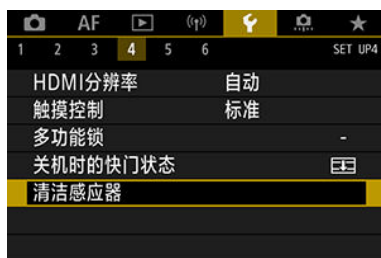 AF
1 2 3 4 5 6 SET UP4
HDMI分辨率 自动
触摸控制 标准
多功能锁 -
关机时的快门状态
清洁感应器